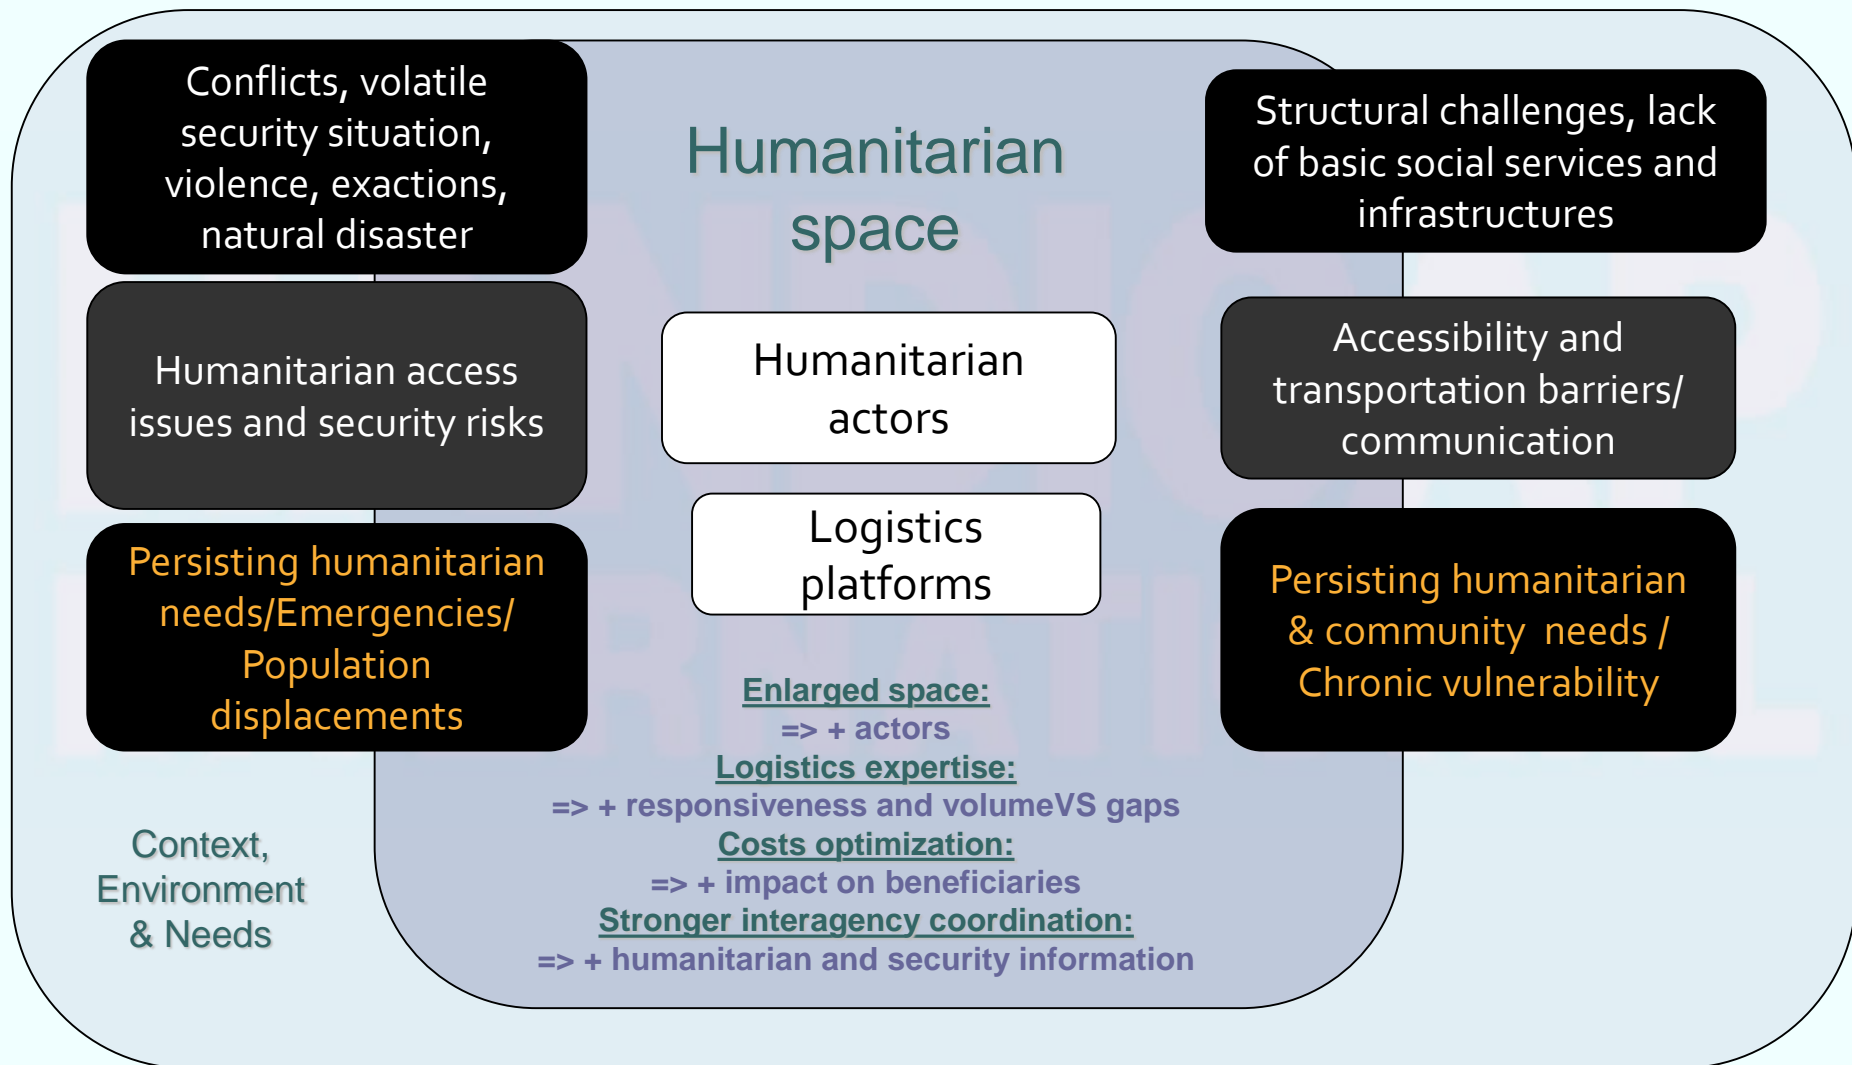 Conflicts, volatile
security situation,
violence, exactions,
natural disaster
Humanitarian access
issues and security risks
Persisting humanitarian
needs/Emergencies/
Population
displacements
Context,
Environment
& Needs
Humanitarian
space
Humanitarian
actors
Logistics
platforms
Enlarged space:
=> + actors
Logistics expertise:
=> + responsiveness and volumeVS gaps
Costs optimization:
=> + impact on beneficiaries
Stronger interagency coordination:
=> + humanitarian and security information
Structural challenges, lack
of basic social services and
infrastructures
Accessibility and
transportation barriers/
communication
Persisting humanitarian
& community needs /
Chronic vulnerability